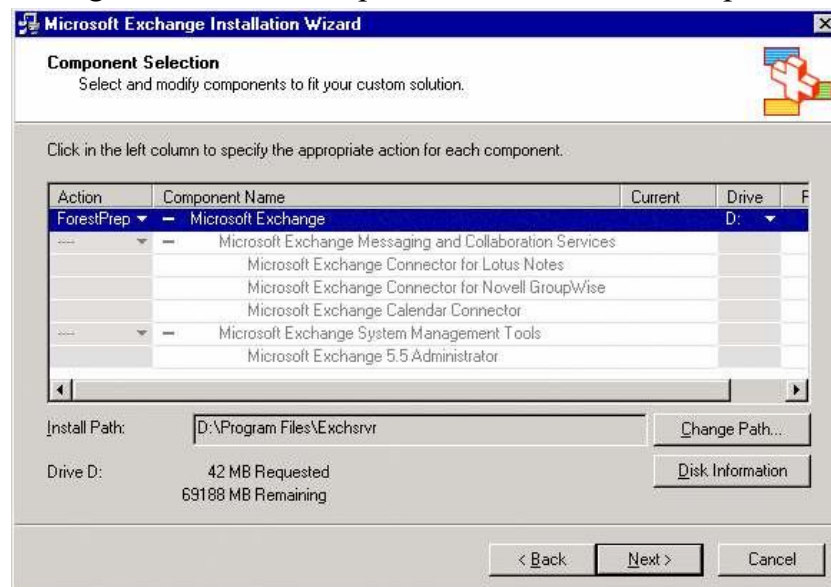 Microsoft Exchange Installation Wizard
Component Selection
Select and modify components to fit your custom solution.
Click in the left column to specify the appropriate action for each component.
Action Component Name Current Drive F
ForestPrep Microsoft Exchange D:
---- Microsoft Exchange Messaging and Collaboration Services
Microsoft Exchange Connector for Lotus Notes
Microsoft Exchange Connector for Novell GroupWise
Microsoft Exchange Calendar Connector
---- Microsoft Exchange System Management Tools
Microsoft Exchange 5.5 Administrator
Install Path: D:\Program Files\Exchsrvr Change Path...
Drive D: 42 MB Requested Disk Information
69188 MB Remaining
< Back Next > Cancel